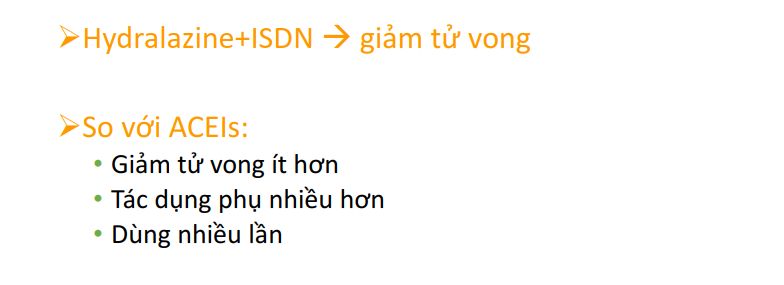 ➢Hydralazine+ISDN → giảm tử vong
➢So với ACEIs:
• Giảm tử vong ít hơn
• Tác dụng phụ nhiều hơn
• Dùng nhiều lần